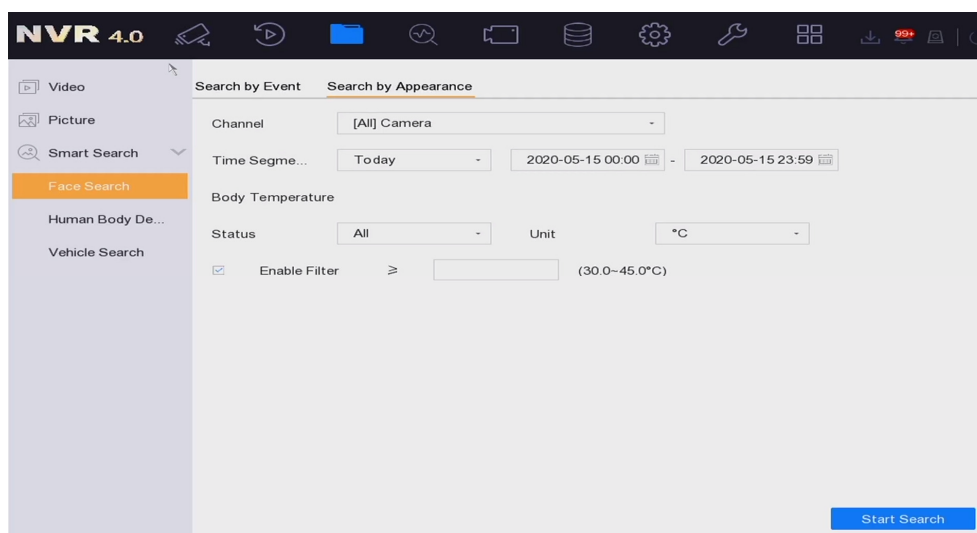 NVR 4.0
99+
Video
Picture
Smart Search
Face Search
Human Body De...
Vehicle Search
Search by Event Search by Appearance
Channel [All] Camera
Time Segme... Today 2020-05-15 00:00 - 2020-05-15 23:59
Body Temperature
Status All Unit °C
Enable Filter ≥ (30.0~45.0°C)
Start Search